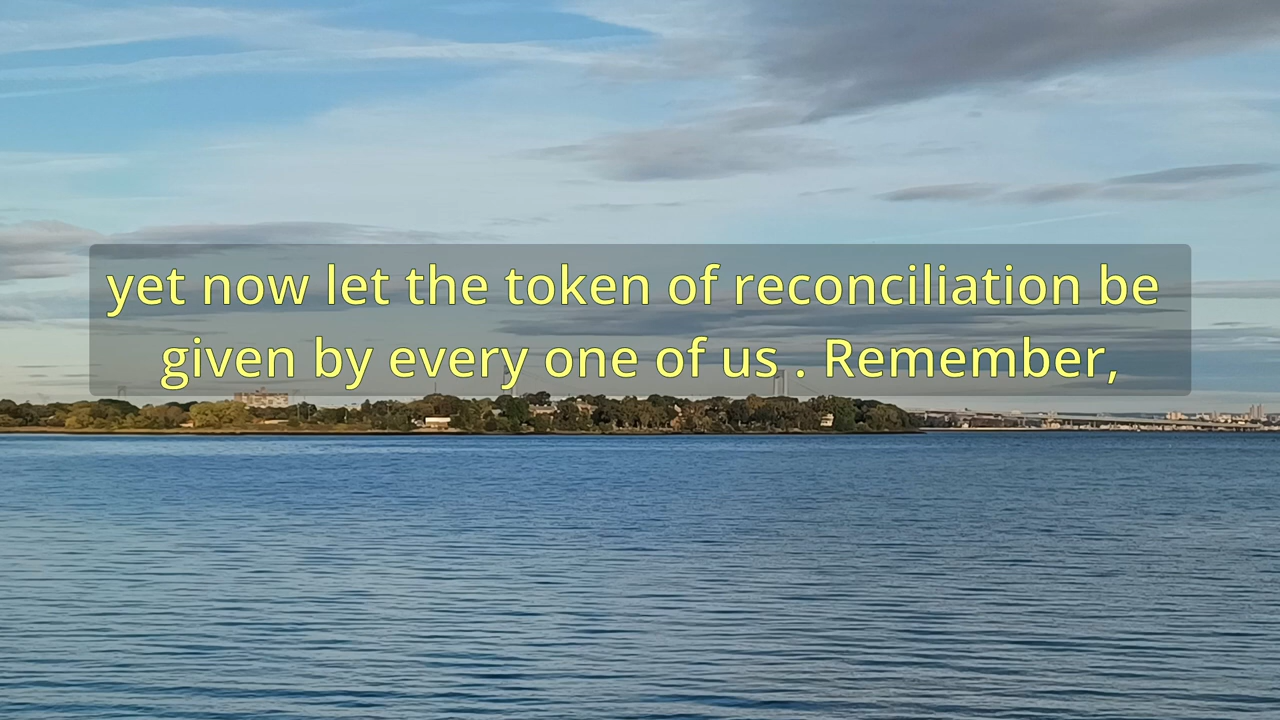 yet now let the token of reconciliation be
given by every one of us . Remember,